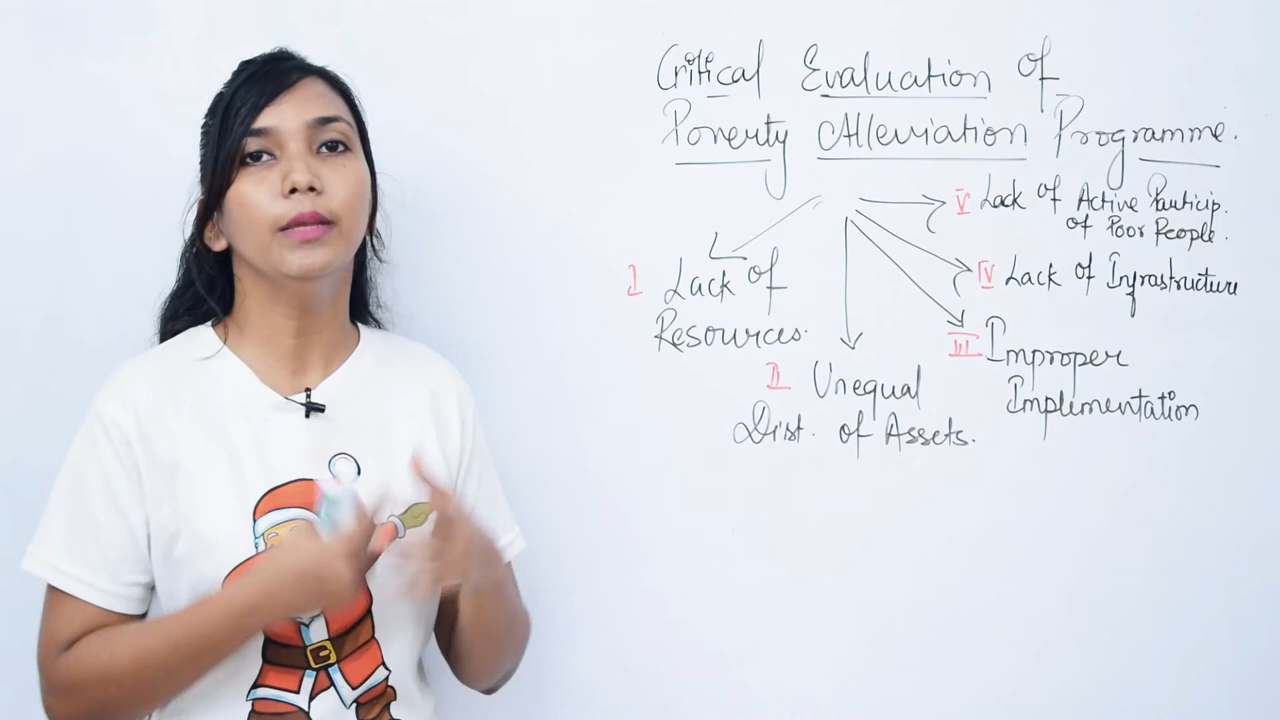 Critical Evaluation of
Poverty Alleviation Programme.
I Lack of
Resources.
II Unequal
Dist. of Assets.
III Improper
Implementation
IV Lack of Infrastructure
V Lack of Active Particip.
of Poor People.